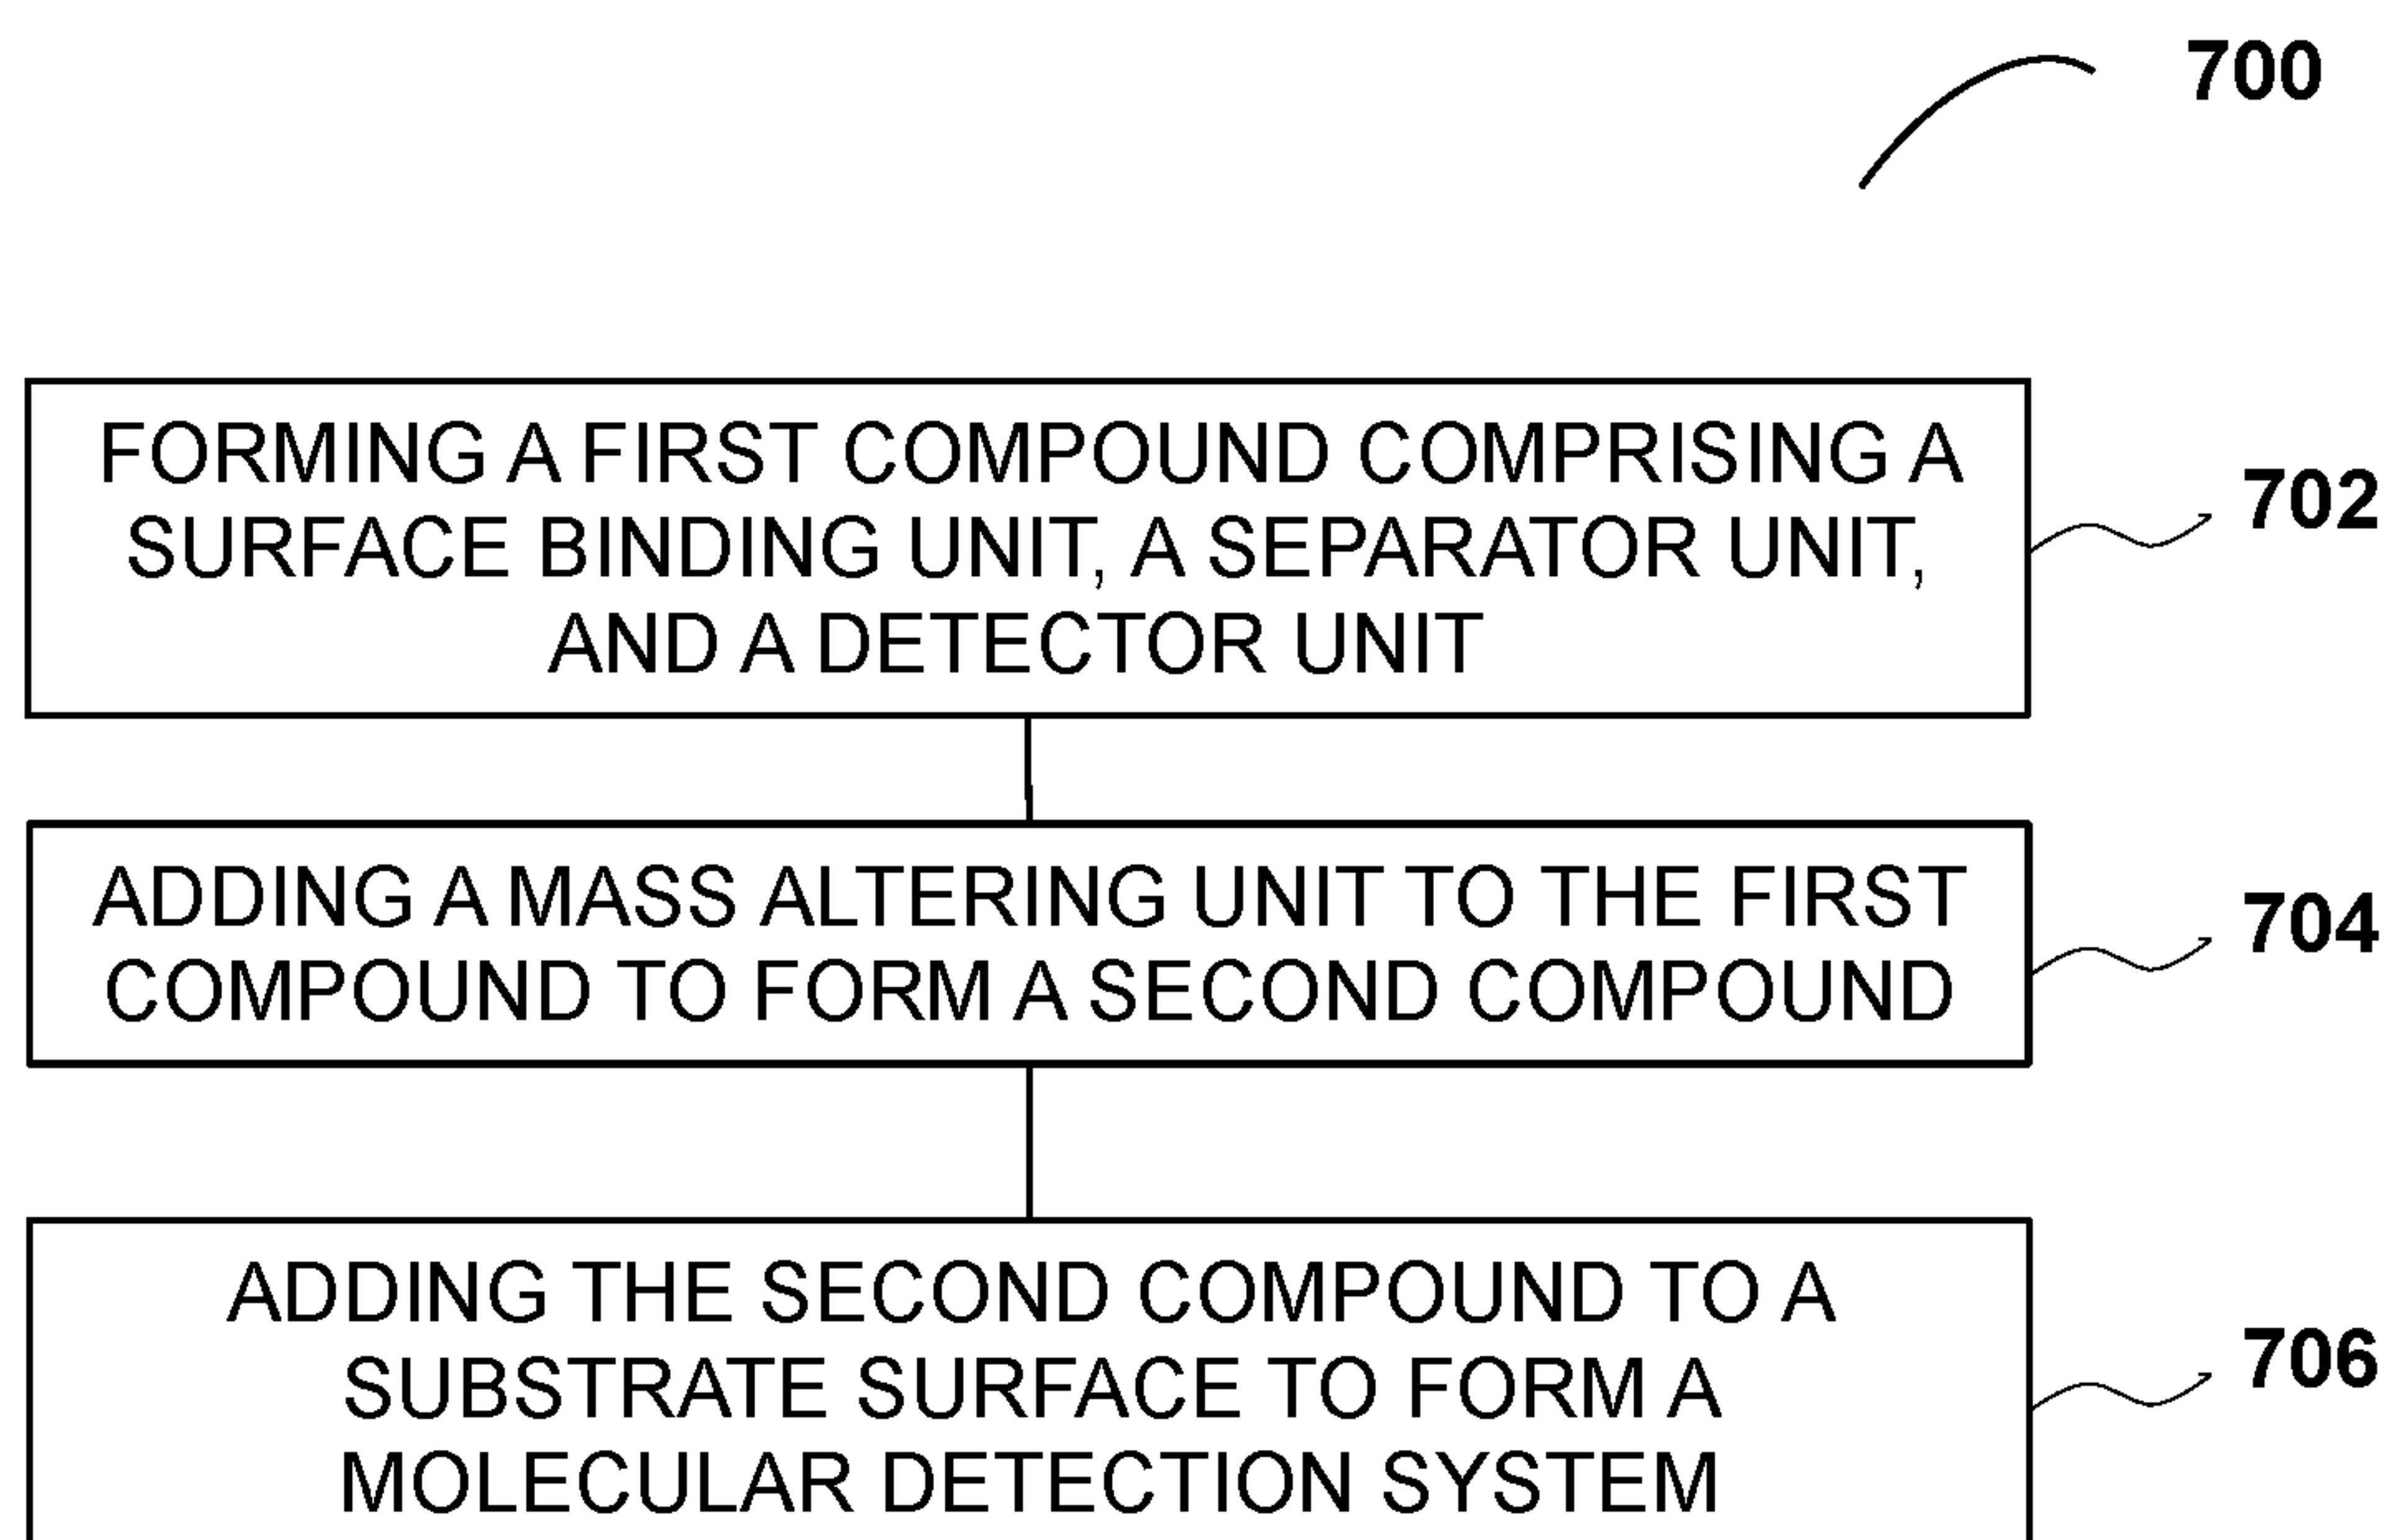 700
FORMING A FIRST COMPOUND COMPRISING A
SURFACE BINDING UNIT, A SEPARATOR UNIT,
AND A DETECTOR UNIT
702
ADDING A MASS ALTERING UNIT TO THE FIRST
COMPOUND TO FORM A SECOND COMPOUND
704
ADDING THE SECOND COMPOUND TO A
SUBSTRATE SURFACE TO FORM A
MOLECULAR DETECTION SYSTEM
706